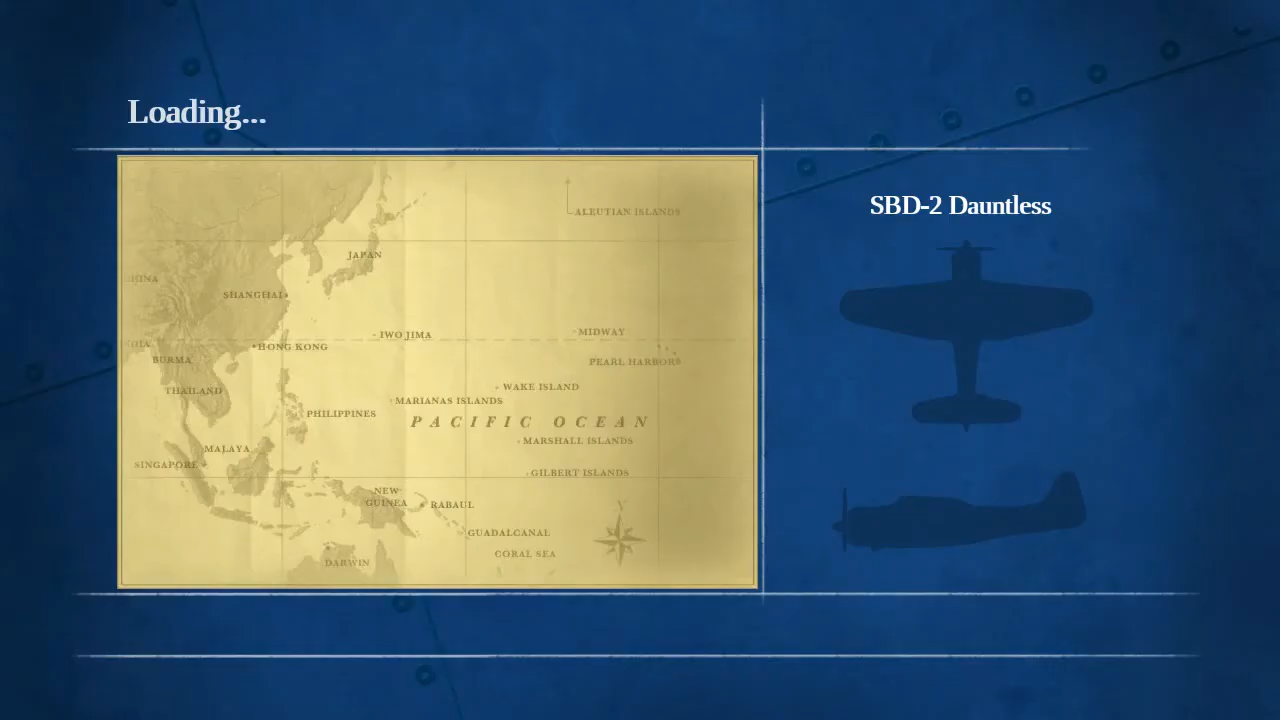 Loading...
SBD-2 Dauntless
ALEUTIAN ISLANDS
JAPAN
HINA
SHANGHAI
IWO JIMA
MIDWAY
HONG KONG
BURMA
PEARL HARBOR
THAILAND
WAKE ISLAND
MARIANAS ISLANDS
PHILIPPINES
PACIFIC OCEAN
MARSHALL ISLANDS
MALAYA
SINGAPORE
GILBERT ISLANDS
NEW
GUINEA
RABAUL
GUADALCANAL
CORAL SEA
DARWIN